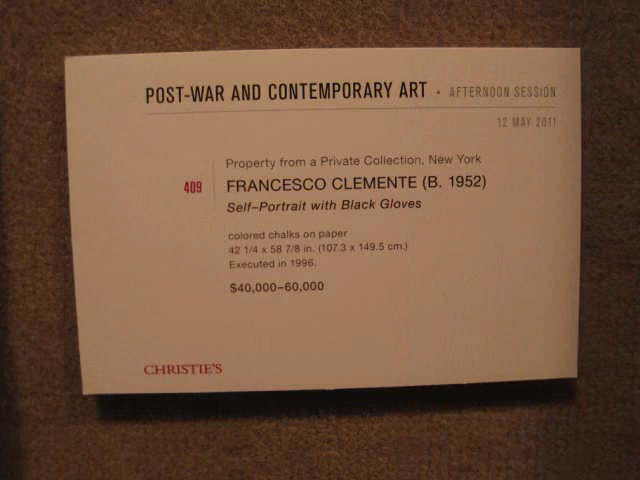 POST-WAR AND CONTEMPORARY ART • AFTERNOON SESSION
12 MAY 2011
Property from a Private Collection, New York
409 FRANCESCO CLEMENTE (B. 1952)
Self-Portrait with Black Gloves
colored chalks on paper
42 1/4 x 58 7/8 in. (107.3 x 149.5 cm.)
Executed in 1996.
$40,000–60,000
CHRISTIE'S